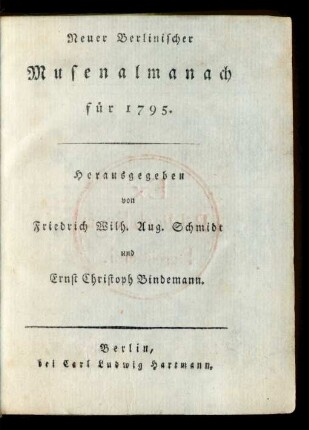 Neuer Berlinischer
Musenalmanach
für 1795.
Herausgegeben
von
Friedrich Wilh. Aug. Schmidt
und
Ernst Christoph Bindemann.
Berlin,
bei Carl Ludwig Hartmann.